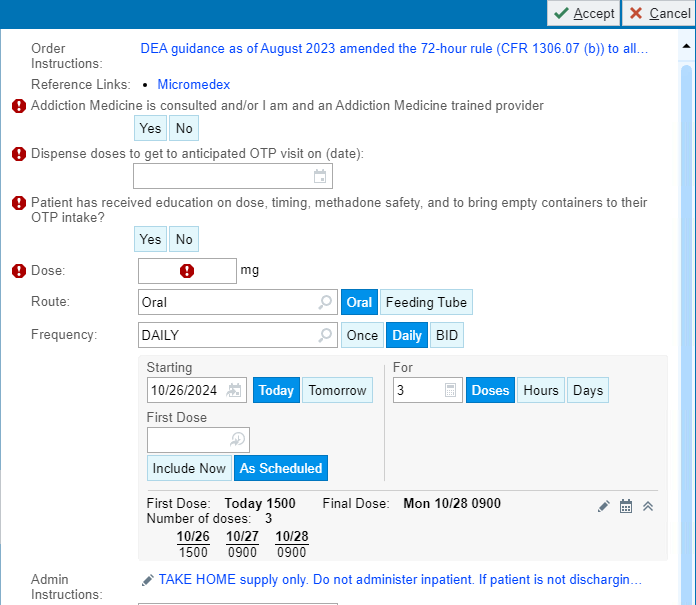 Accept Cancel
Order Instructions: DEA guidance as of August 2023 amended the 72-hour rule (CFR 1306.07 (b)) to all...
Reference Links: • Micromedex
Addiction Medicine is consulted and/or I am and an Addiction Medicine trained provider
Yes No
Dispense doses to get to anticipated OTP visit on (date):
Patient has received education on dose, timing, methadone safety, and to bring empty containers to their
OTP intake?
Yes No
Dose: mg
Route: Oral Oral Feeding Tube
Frequency: DAILY Once Daily BID
Starting For
10/26/2024 Today Tomorrow 3 Doses Hours Days
First Dose
Include Now As Scheduled
First Dose: Today 1500 Final Dose: Mon 10/28 0900
Number of doses: 3
10/26 10/27 10/28
1500 0900 0900
Admin Instructions: TAKE HOME supply only. Do not administer inpatient. If patient is not dischargin...